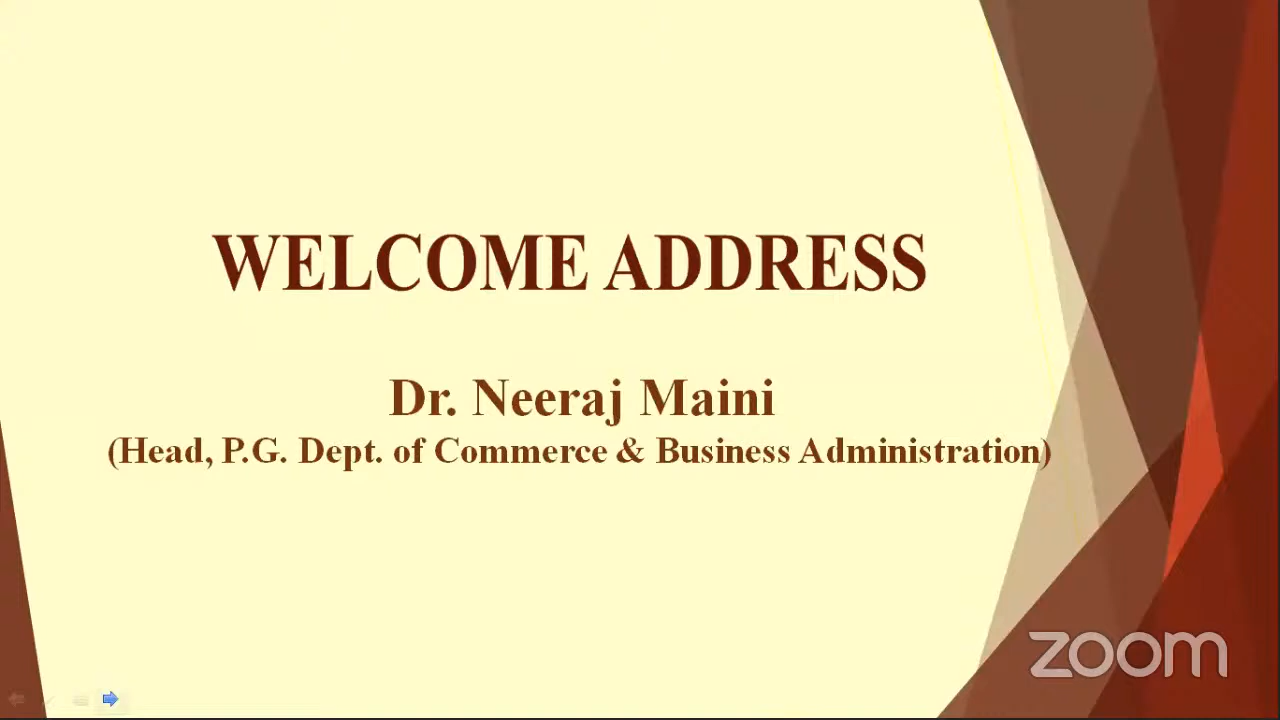 WELCOME ADDRESS
Dr. Neeraj Maini
(Head, P.G. Dept. of Commerce & Business Administration)
zoom